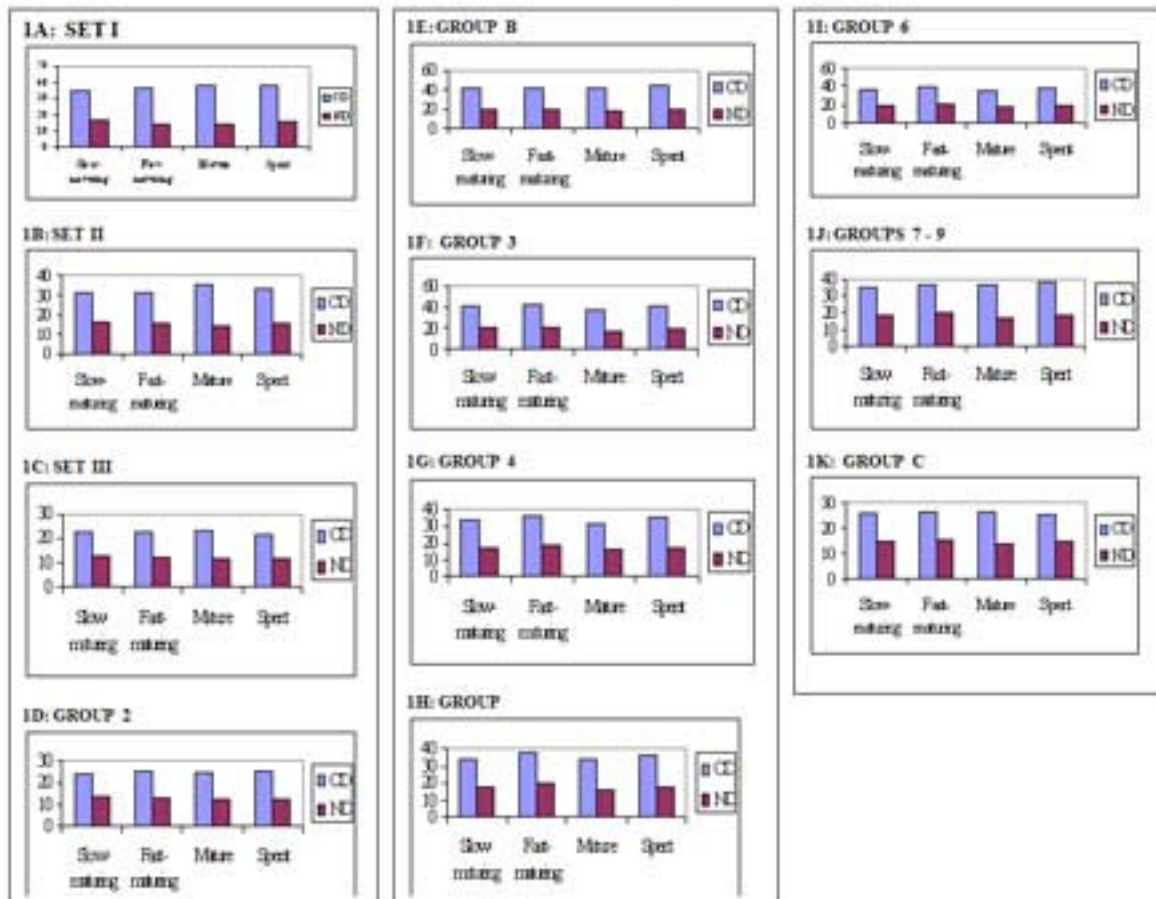 1A: SET I
CD
ND
Spent
1B: SET II
40
30
20
10
0
CD
ND
Slow- Fast- Mature Spent
maturing maturing
1C: SET III
30
20
10
0
CD
ND
Slow- Fast- Mature Spent
maturing maturing
1D: GROUP 2
30
20
10
0
CD
ND
Slow- Fast- Mature Spent
maturing maturing
1E: GROUP B
60
40
20
0
CD
ND
Slow- Fast- Mature Spent
maturing maturing
1F: GROUP 3
60
40
20
0
CD
ND
Slow- Fast- Mature Spent
maturing maturing
1G: GROUP 4
40
30
20
10
0
CD
ND
Slow- Fast- Mature Spent
maturing maturing
1H: GROUP
40
30
20
10
0
CD
ND
Slow- Fast- Mature Spent
maturing maturing
1I: GROUP 6
60
40
20
0
CD
ND
Slow- Fast- Mature Spent
maturing maturing
1J: GROUPS 7 - 9
40
30
20
10
0
CD
ND
Slow- Fast- Mature Spent
maturing maturing
1K: GROUP C
30
20
10
0
CD
ND
Slow- Fast- Mature Spent
maturing maturing